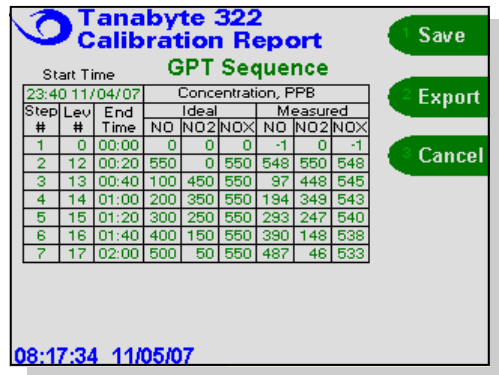 Tanabyte 322
Calibration Report
GPT Sequence
Start Time
23:40 11/04/07 Concentration, PPB
Step Lev End Ideal Measured
# # Time NO NO2 NOX NO NO2 NOX
1 0 00:00 0 0 0 -1 0 -1
2 12 00:20 550 0 550 548 550 548
3 13 00:40 100 450 550 97 448 545
4 14 01:00 200 350 550 194 349 543
5 15 01:20 300 250 550 293 247 540
6 16 01:40 400 150 550 390 148 538
7 17 02:00 500 50 550 487 46 533
1 Save
2 Export
3 Cancel
08:17:34 11/05/07